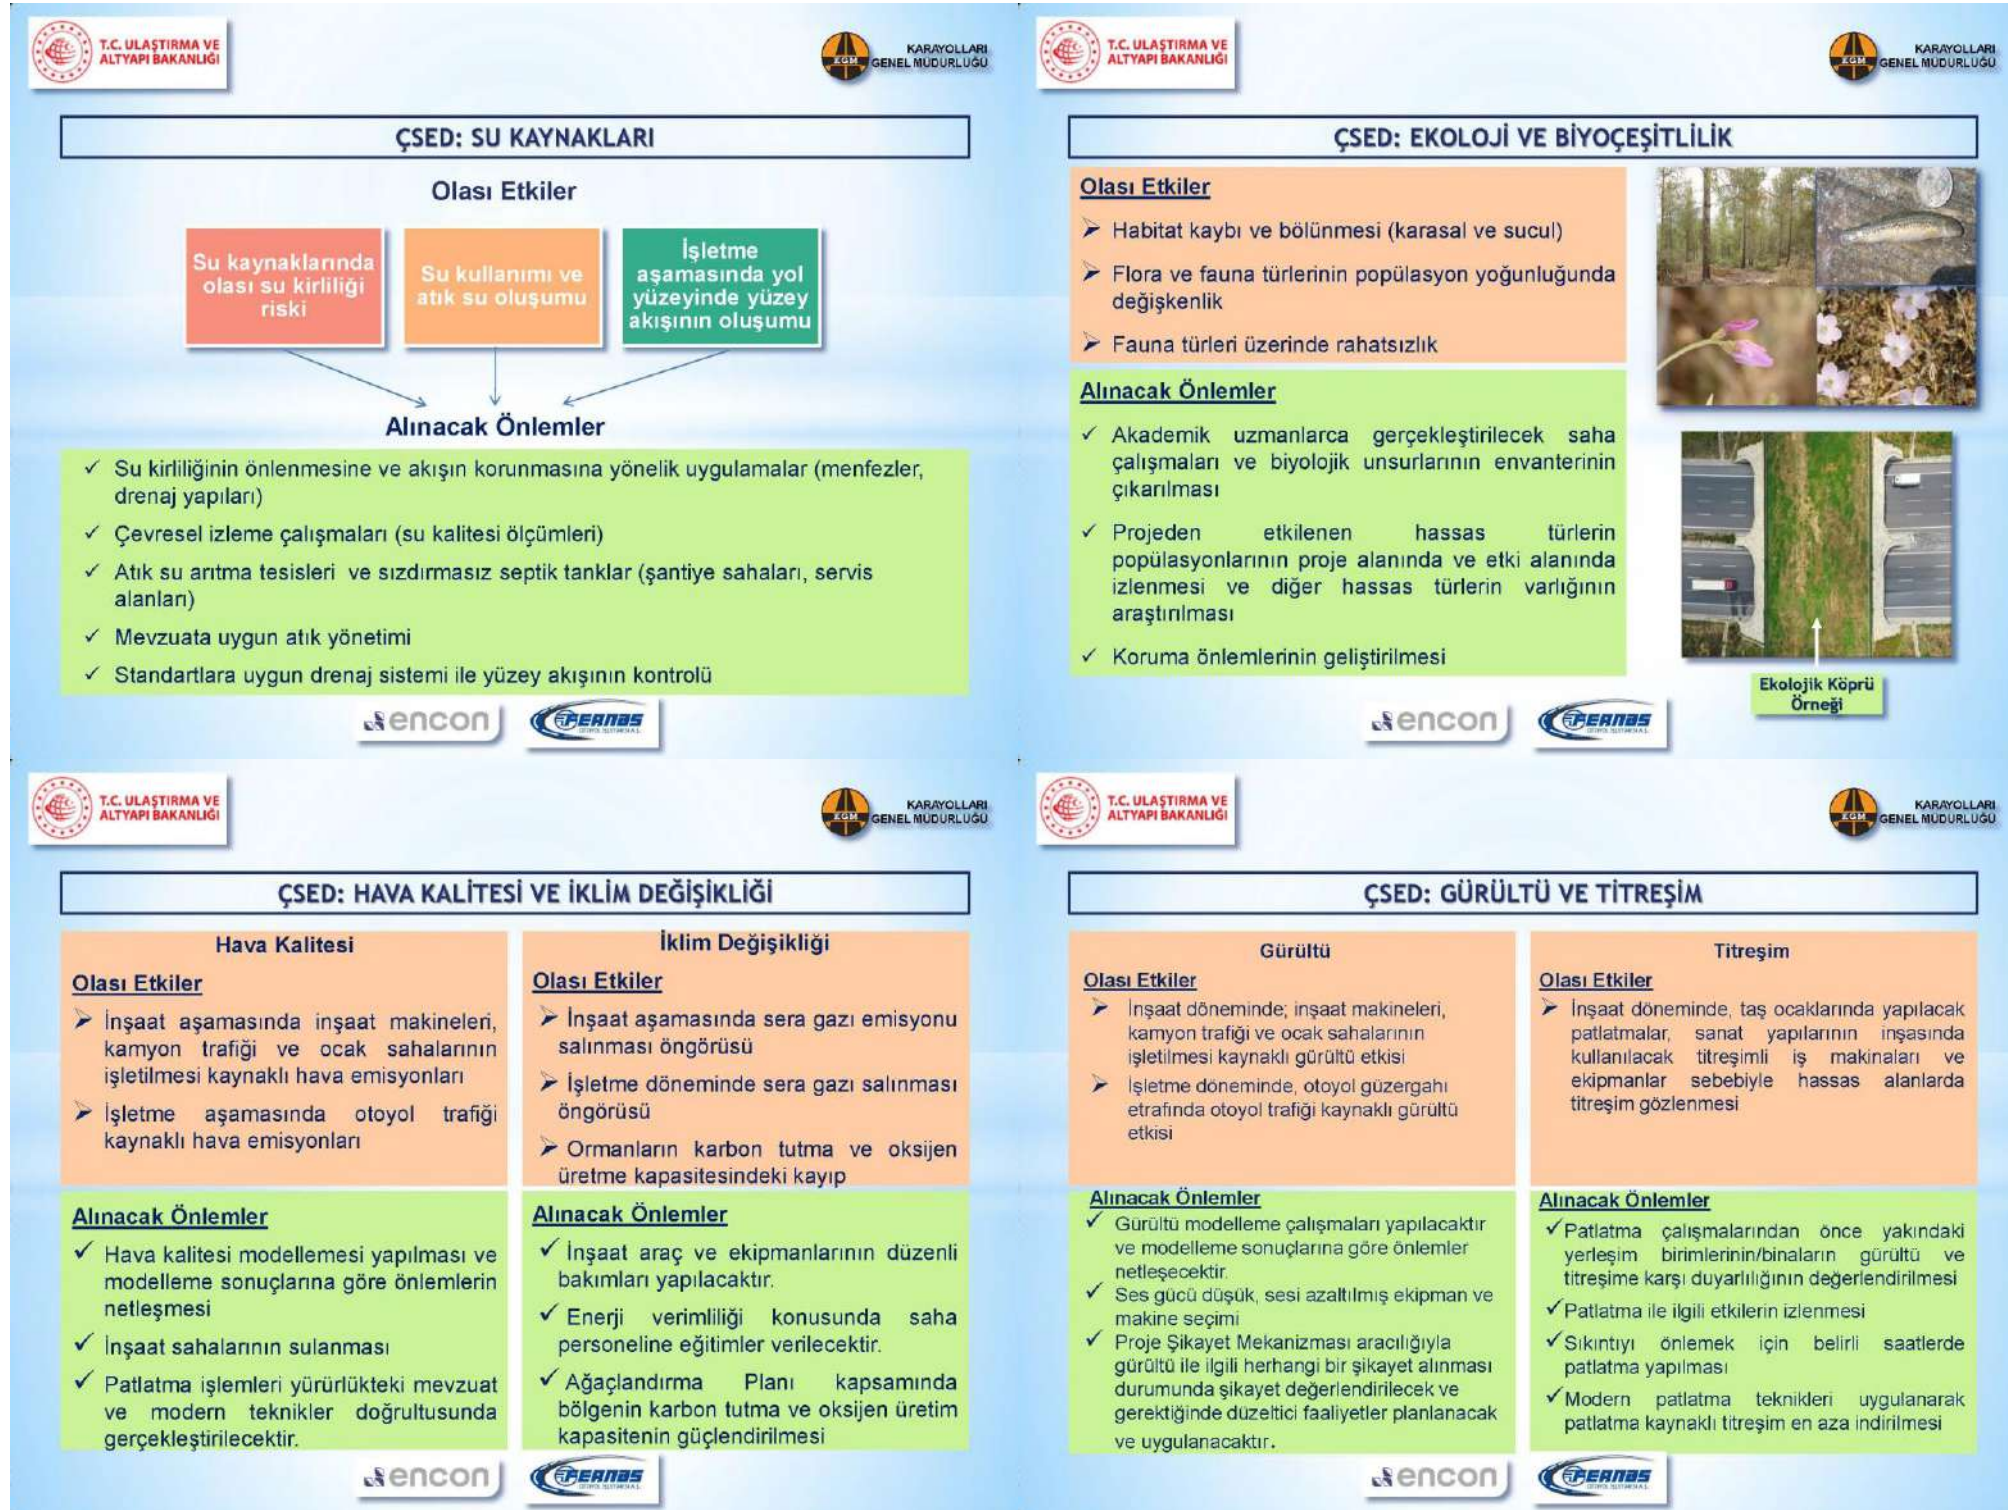 T.C. ULAŞTIRMA VE
ALTYAPI BAKANLIĞI
KARAYOLLARI
GENEL MÜDÜRLÜĞÜ
KGM
ÇSED: SU KAYNAKLARI
Olası Etkiler
Su kaynaklarında
olası su kirliliği
riski
Su kullanımı ve
atık su oluşumu
İşletme
aşamasında yol
yüzeyinde yüzey
akışının oluşumu
Alınacak Önlemler
✓ Su kirliliğinin önlenmesine ve akışın korunmasına yönelik uygulamalar (menfezler,
drenaj yapıları)
✓ Çevresel izleme çalışmaları (su kalitesi ölçümleri)
✓ Atık su arıtma tesisleri ve sızdırmasız septik tanklar (şantiye sahaları, servis
alanları)
✓ Mevzuata uygun atık yönetimi
✓ Standartlara uygun drenaj sistemi ile yüzey akışının kontrolü
encon
FERNAS
T.C. ULAŞTIRMA VE
ALTYAPI BAKANLIĞI
KARAYOLLARI
GENEL MÜDÜRLÜĞÜ
KGM
ÇSED: EKOLOJİ VE BİYOÇEŞİTLİLİK
Olası Etkiler
➢ Habitat kaybı ve bölünmesi (karasal ve sucul)
➢ Flora ve fauna türlerinin popülasyon yoğunluğunda
değişkenlik
➢ Fauna türleri üzerinde rahatsızlık
Alınacak Önlemler
✓ Akademik uzmanlarca gerçekleştirilecek saha
çalışmaları ve biyolojik unsurlarının envanterinin
çıkarılması
✓ Projeden etkilenen hassas türlerin
popülasyonlarının proje alanında ve etki alanında
izlenmesi ve diğer hassas türlerin varlığının
araştırılması
✓ Koruma önlemlerinin geliştirilmesi
Ekolojik Köprü
Örneği
encon
FERNAS
T.C. ULAŞTIRMA VE
ALTYAPI BAKANLIĞI
KARAYOLLARI
GENEL MÜDÜRLÜĞÜ
KGM
ÇSED: HAVA KALİTESİ VE İKLİM DEĞİŞİKLİĞİ
Hava Kalitesi
Olası Etkiler
➢ İnşaat aşamasında inşaat makineleri,
kamyon trafiği ve ocak sahalarının
işletilmesi kaynaklı hava emisyonları
➢ İşletme aşamasında otoyol trafiği
kaynaklı hava emisyonları
Alınacak Önlemler
✓ Hava kalitesi modellemesi yapılması ve
modelleme sonuçlarına göre önlemlerin
netleşmesi
✓ İnşaat sahalarının sulanması
✓ Patlatma işlemleri yürürlükteki mevzuat
ve modern teknikler doğrultusunda
gerçekleştirilecektir.
İklim Değişikliği
Olası Etkiler
➢ İnşaat aşamasında sera gazı emisyonu
salınması öngörüsü
➢ İşletme döneminde sera gazı salınması
öngörüsü
➢ Ormanların karbon tutma ve oksijen
üretme kapasitesindeki kayıp
Alınacak Önlemler
✓ İnşaat araç ve ekipmanlarının düzenli
bakımları yapılacaktır.
✓ Enerji verimliliği konusunda saha
personeline eğitimler verilecektir.
✓ Ağaçlandırma Planı kapsamında
bölgenin karbon tutma ve oksijen üretim
kapasitenin güçlendirilmesi
encon
FERNAS
T.C. ULAŞTIRMA VE
ALTYAPI BAKANLIĞI
KARAYOLLARI
GENEL MÜDÜRLÜĞÜ
KGM
ÇSED: GÜRÜLTÜ VE TİTREŞİM
Gürültü
Olası Etkiler
➢ İnşaat döneminde; inşaat makineleri,
kamyon trafiği ve ocak sahalarının
işletilmesi kaynaklı gürültü etkisi
➢ İşletme döneminde, otoyol güzergahı
etrafında otoyol trafiği kaynaklı gürültü
etkisi
Alınacak Önlemler
✓ Gürültü modelleme çalışmaları yapılacaktır
ve modelleme sonuçlarına göre önlemler
netleşecektir.
✓ Ses gücü düşük, sesi azaltılmış ekipman ve
makine seçimi
✓ Proje Şikayet Mekanizması aracılığıyla
gürültü ile ilgili herhangi bir şikayet alınması
durumunda şikayet değerlendirilecek ve
gerektiğinde düzeltici faaliyetler planlanacak
ve uygulanacaktır.
Titreşim
Olası Etkiler
➢ İnşaat döneminde, taş ocaklarında yapılacak
patlatmalar, sanat yapılarının inşasında
kullanılacak titreşimli iş makinaları ve
ekipmanlar sebebiyle hassas alanlarda
titreşim gözlenmesi
Alınacak Önlemler
✓ Patlatma çalışmalarından önce yakındaki
yerleşim birimlerinin/binaların gürültü ve
titreşime karşı duyarlılığının değerlendirilmesi
✓ Patlatma ile ilgili etkilerin izlenmesi
✓ Sıkıntıyı önlemek için belirli saatlerde
patlatma yapılması
✓ Modern patlatma teknikleri uygulanarak
patlatma kaynaklı titreşim en aza indirilmesi
encon
FERNAS